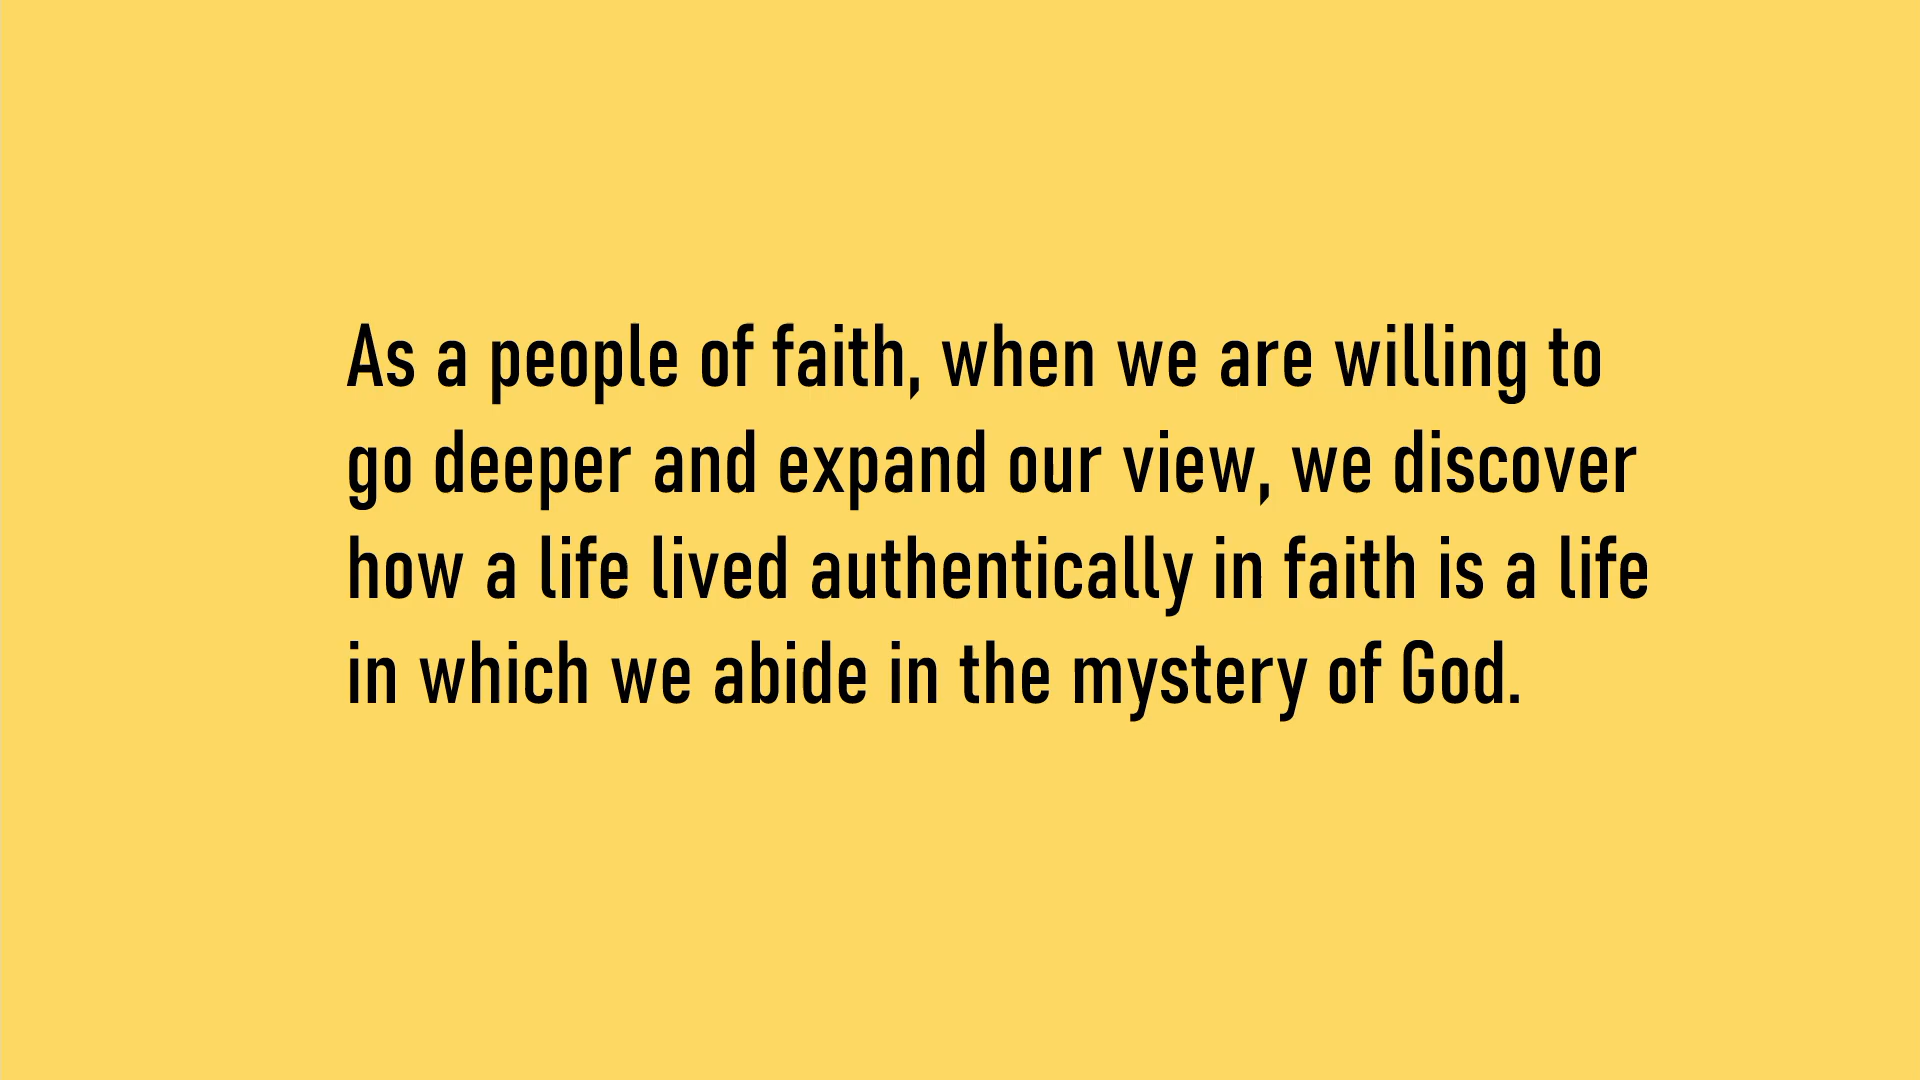 As a people of faith, when we are willing to
go deeper and expand our view, we discover
how a life lived authentically in faith is a life
in which we abide in the mystery of God.